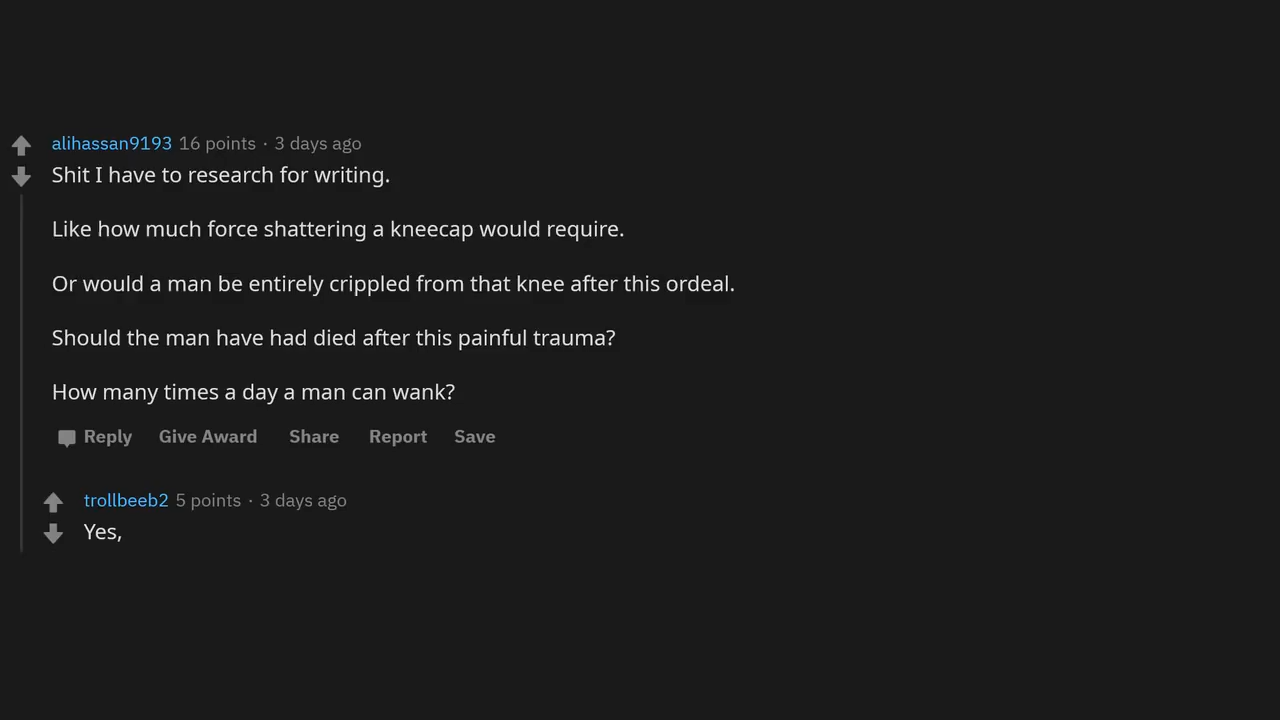 alihassan9193 16 points · 3 days ago
Shit I have to research for writing.
Like how much force shattering a kneecap would require.
Or would a man be entirely crippled from that knee after this ordeal.
Should the man have had died after this painful trauma?
How many times a day a man can wank?
Reply Give Award Share Report Save
trollbeeb2 5 points · 3 days ago
Yes,